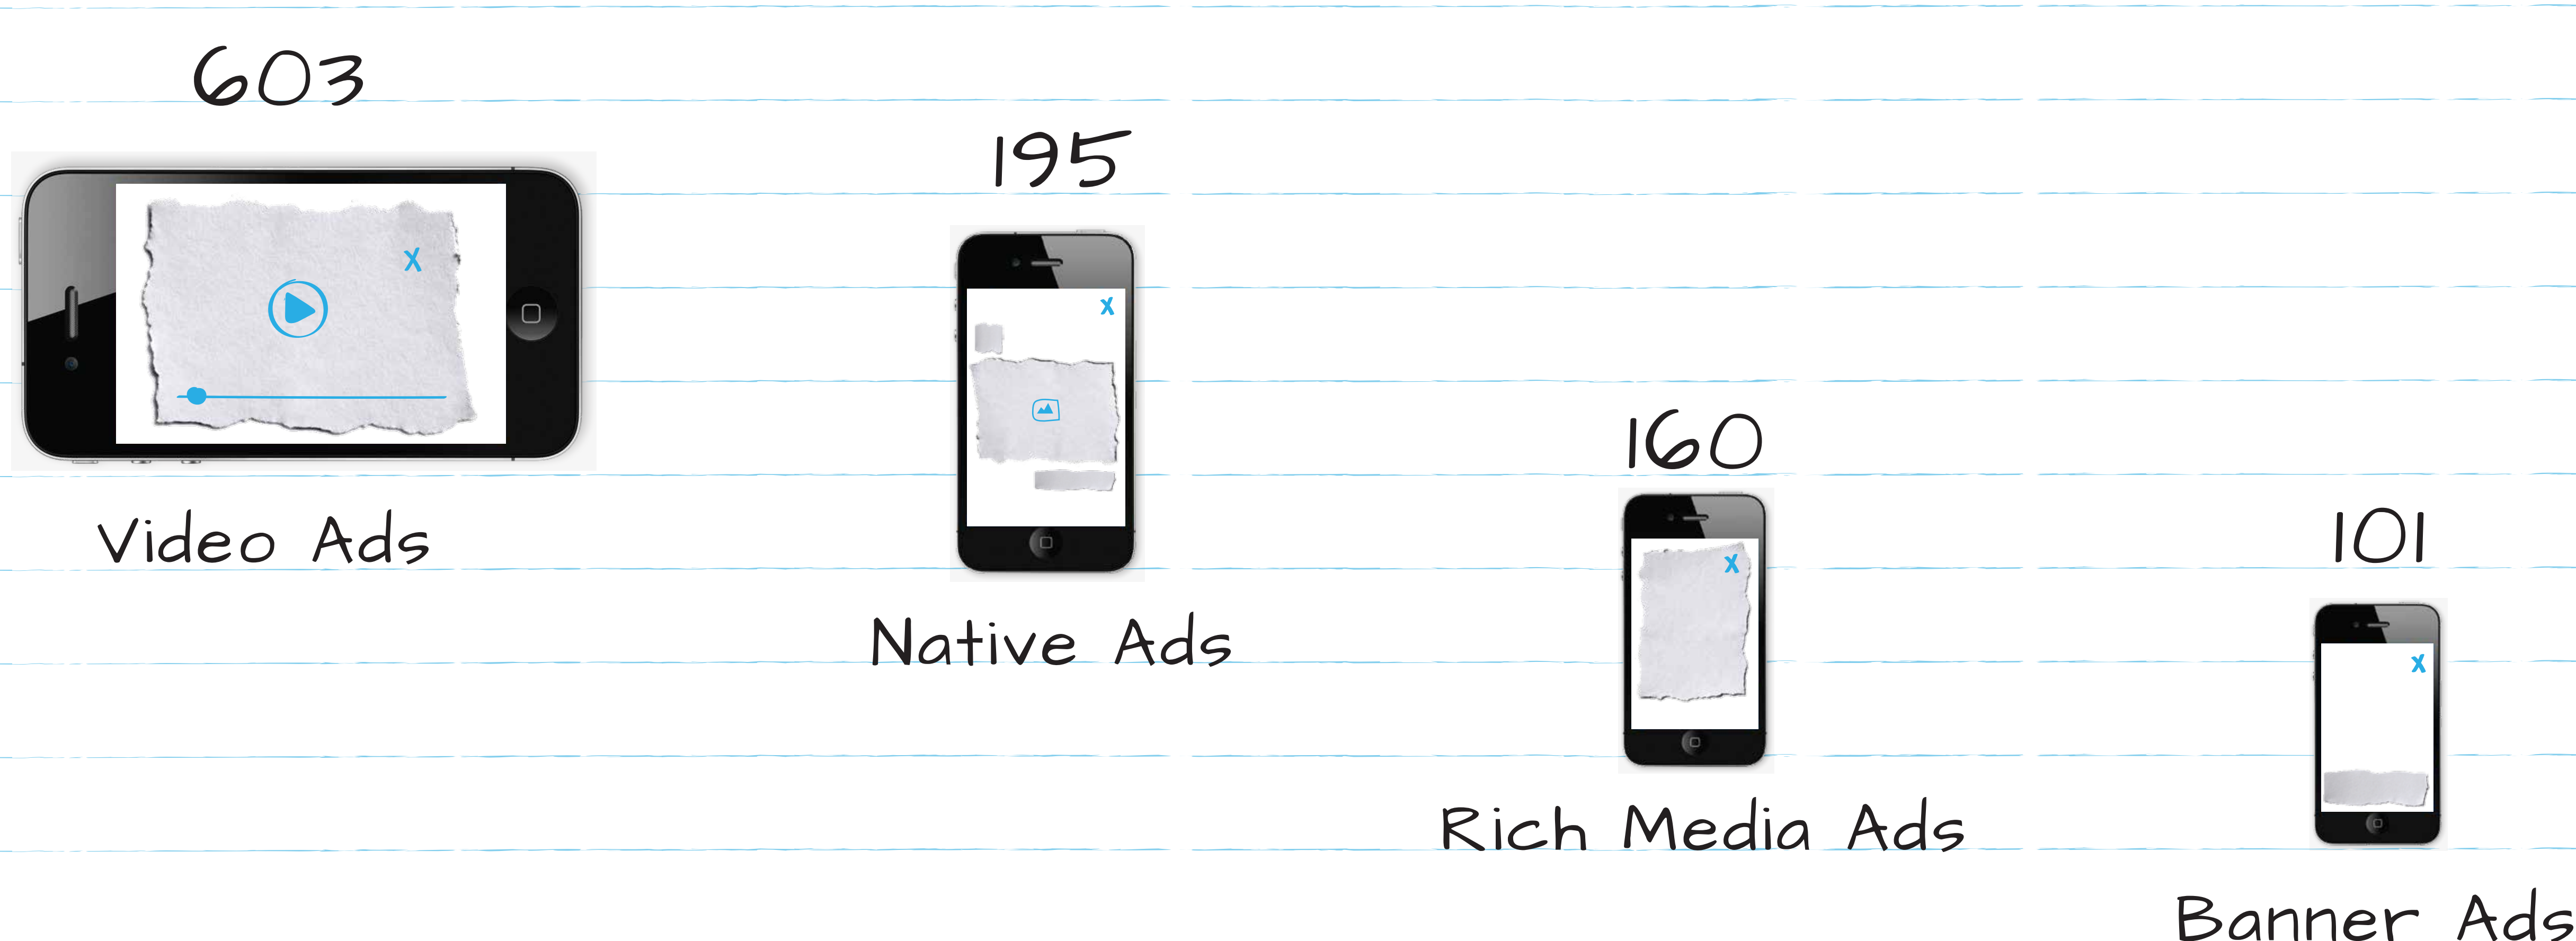 603
X
Video Ads
195
X
Native Ads
160
X
Rich Media Ads
101
X
Banner Ads